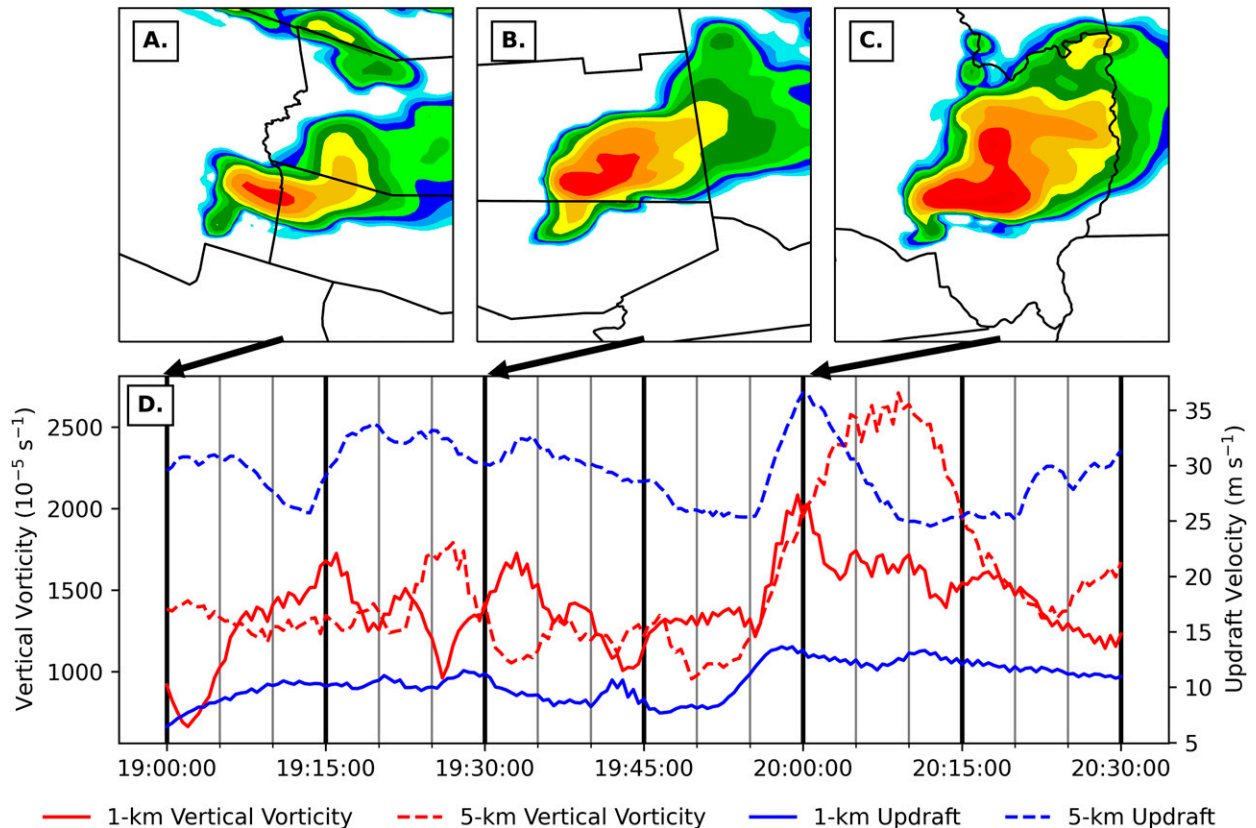 A.
B.
C.
D.
Vertical Vorticity (10⁻⁵ s⁻¹)
2500
2000
1500
1000
Updraft Velocity (m s⁻¹)
35
30
25
20
15
10
5
19:00:00 19:15:00 19:30:00 19:45:00 20:00:00 20:15:00 20:30:00
1-km Vertical Vorticity 5-km Vertical Vorticity 1-km Updraft 5-km Updraft